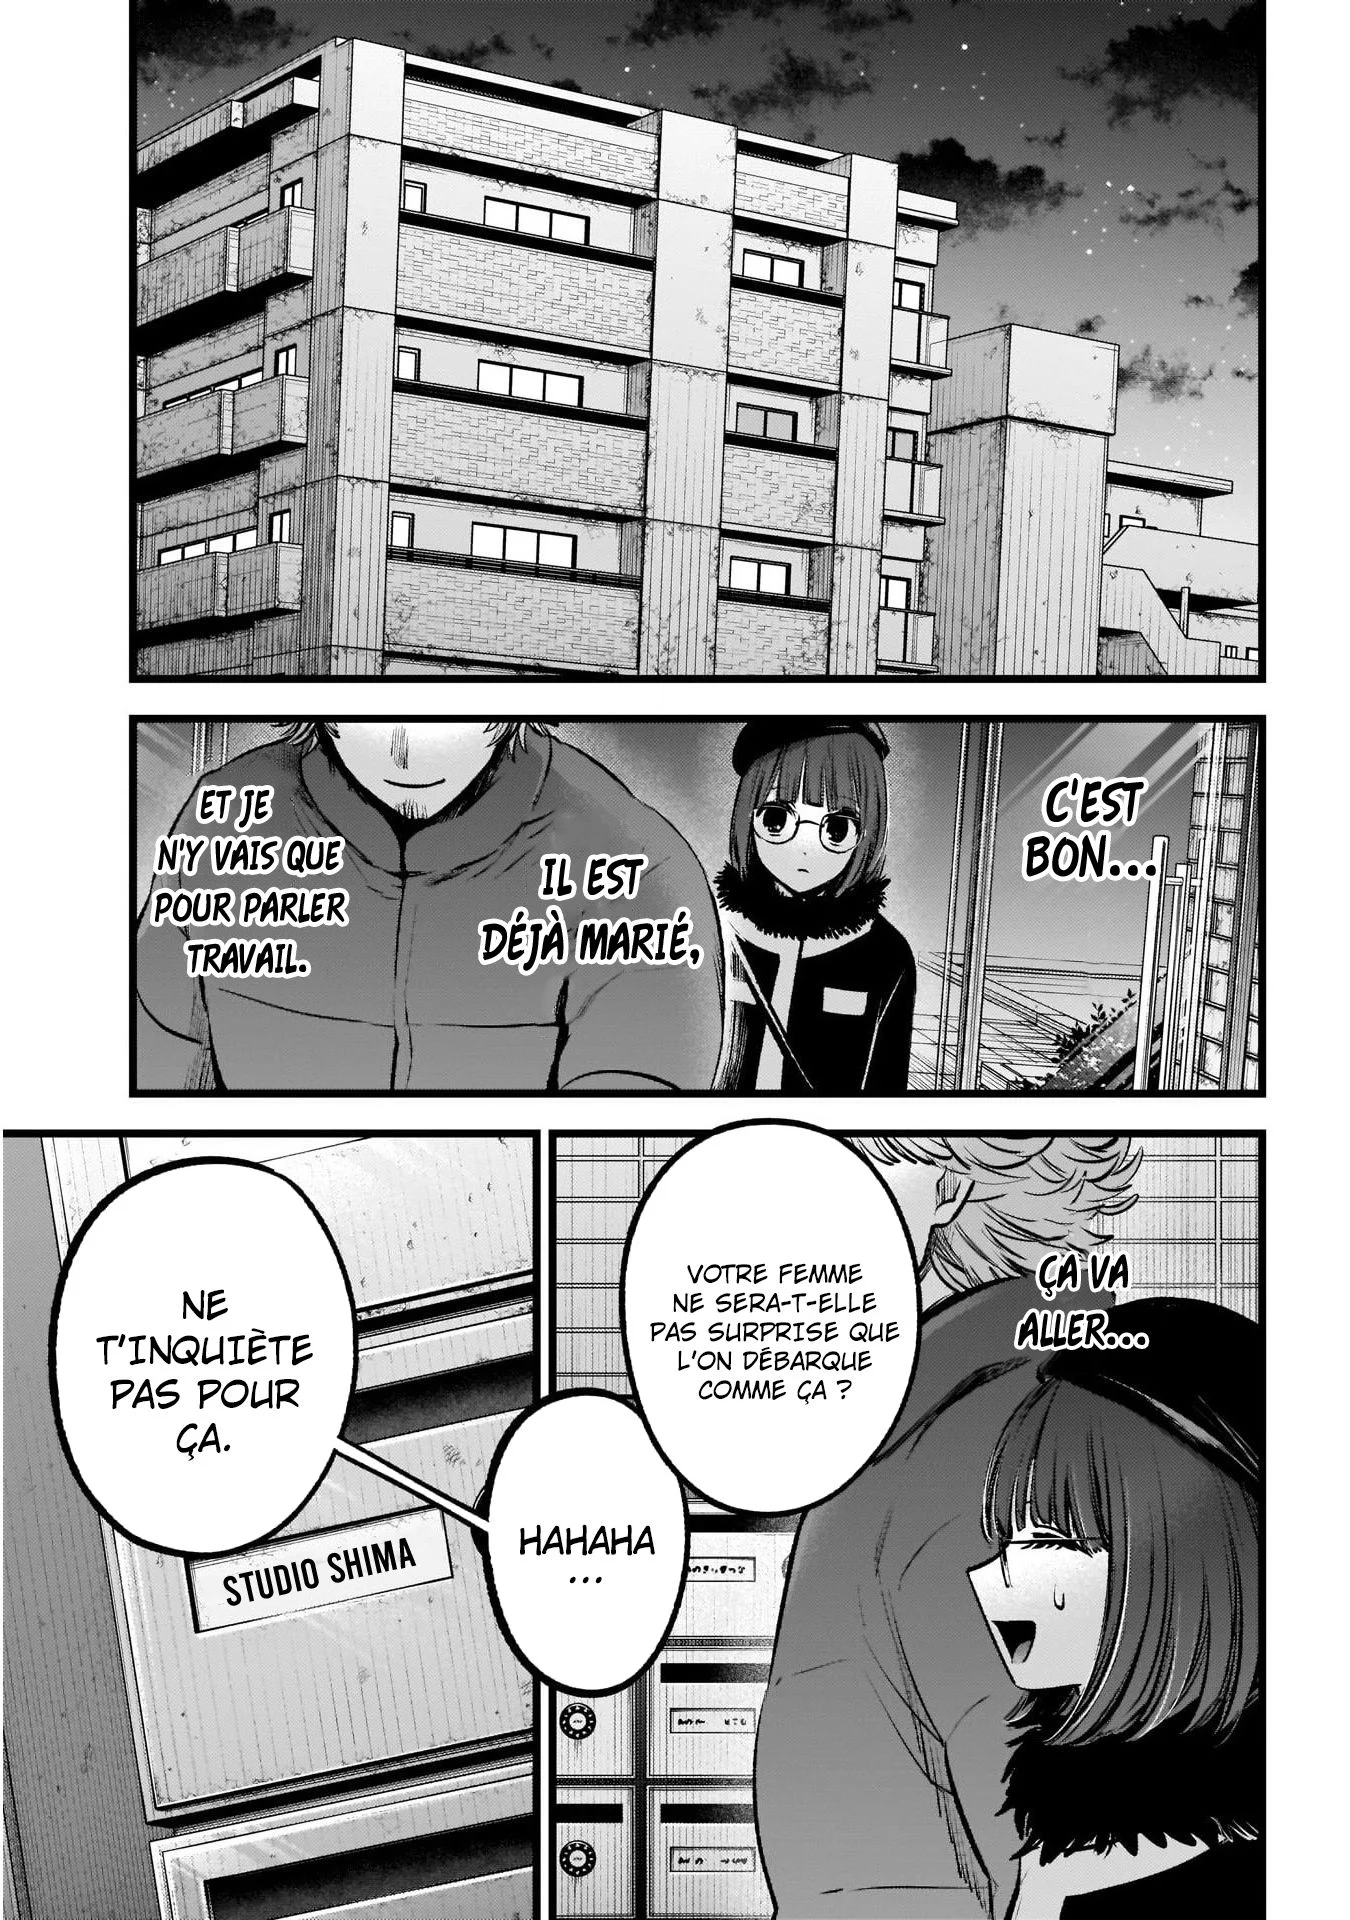 C'EST
BON...
IL EST
DÉJÀ MARIÉ,
ET JE
N'Y VAIS QUE
POUR PARLER
TRAVAIL.
ÇA VA
ALLER...
VOTRE FEMME
NE SERA-T-ELLE
PAS SURPRISE QUE
L'ON DÉBARQUE
COMME ÇA ?
HAHAHA
...
NE
T'INQUIÈTE
PAS POUR
ÇA.
STUDIO SHIMA